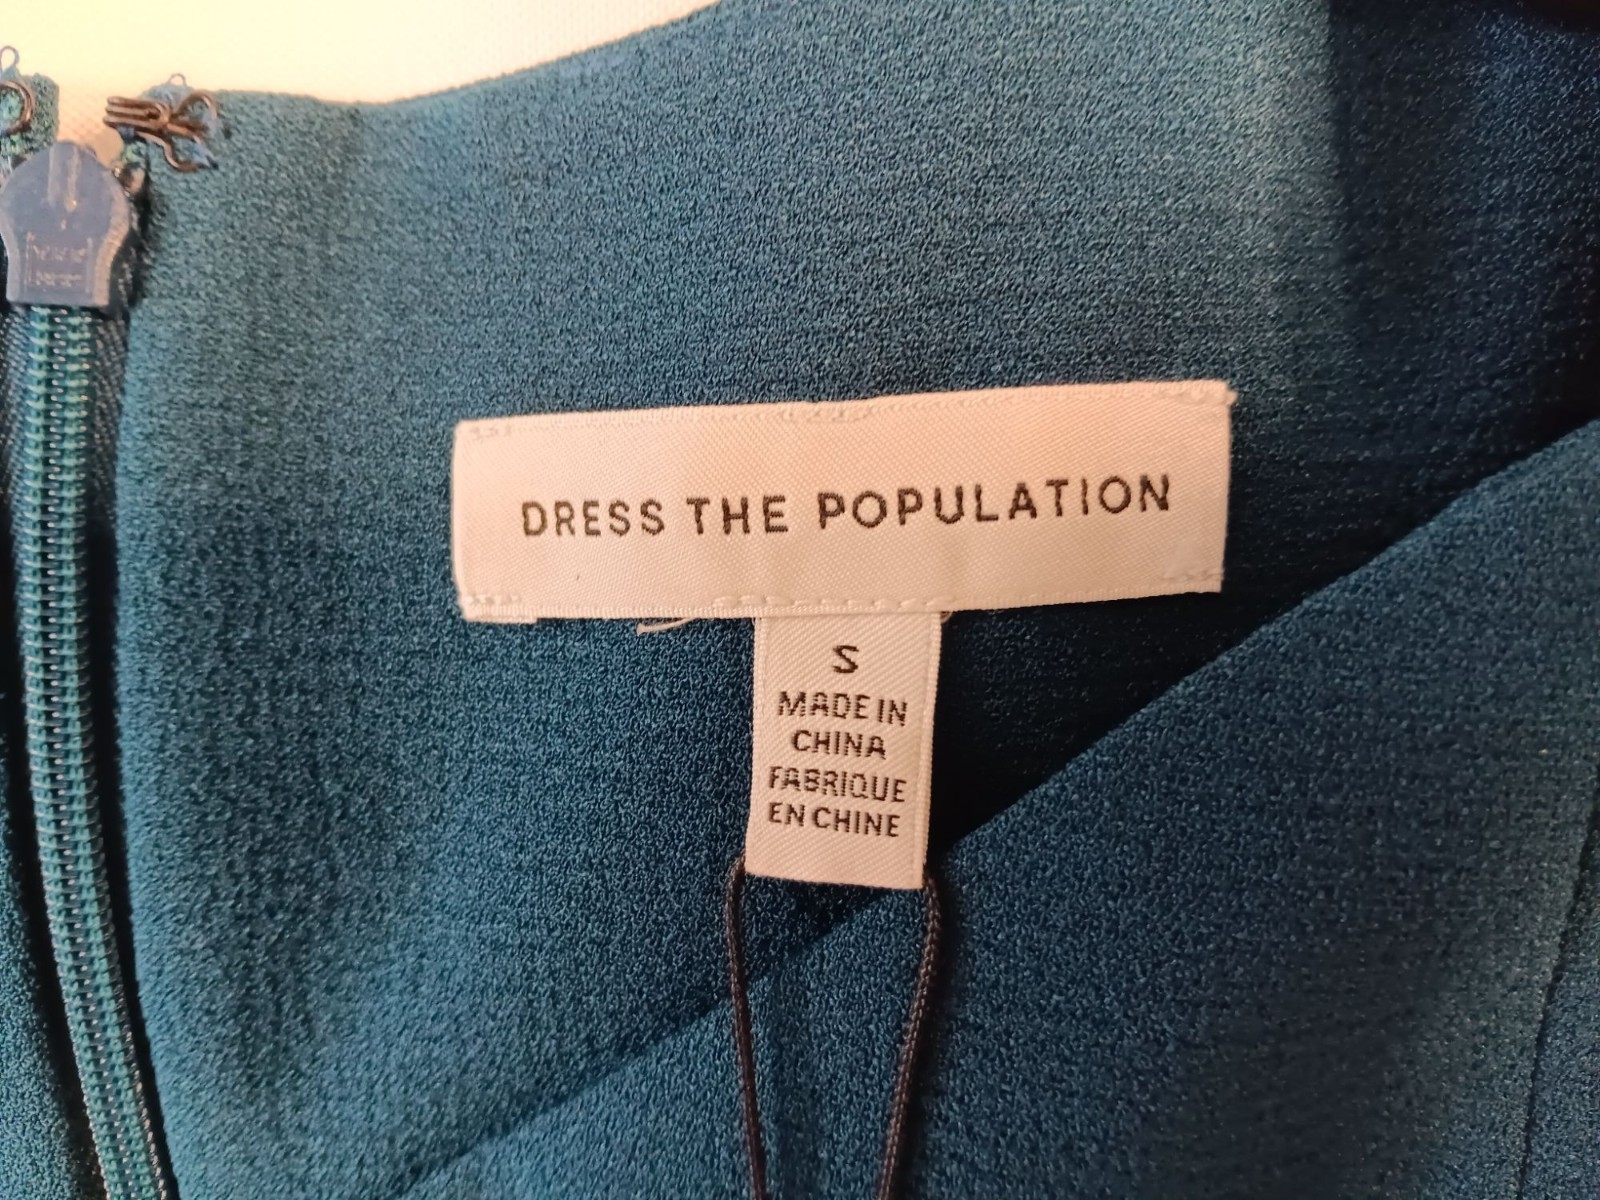 DRESS THE POPULATION
S
MADE IN
CHINA
FABRIQUE
EN CHINE